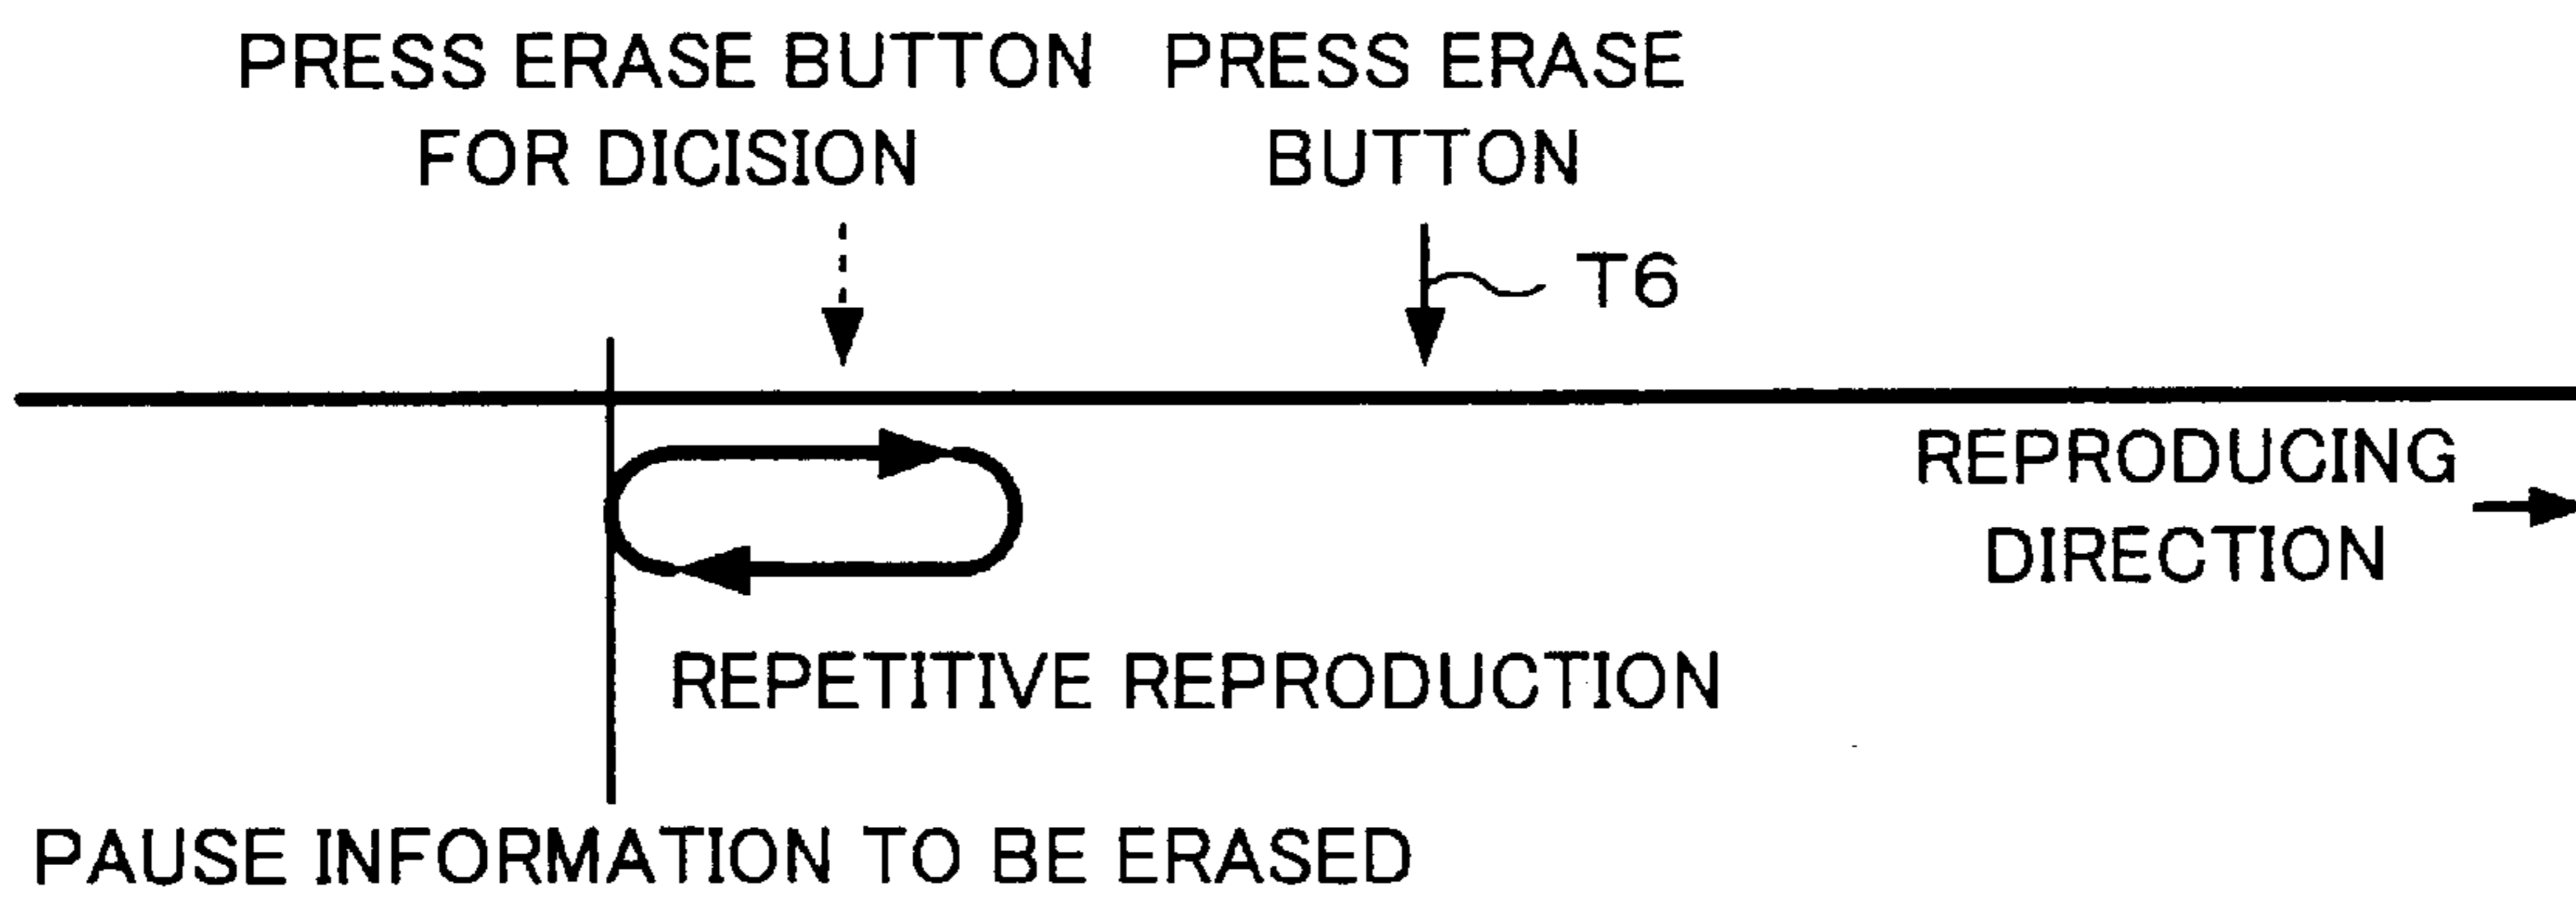 PRESS ERASE BUTTON
FOR DICISION
PRESS ERASE
BUTTON
T6
REPRODUCING
DIRECTION
REPETITIVE REPRODUCTION
PAUSE INFORMATION TO BE ERASED